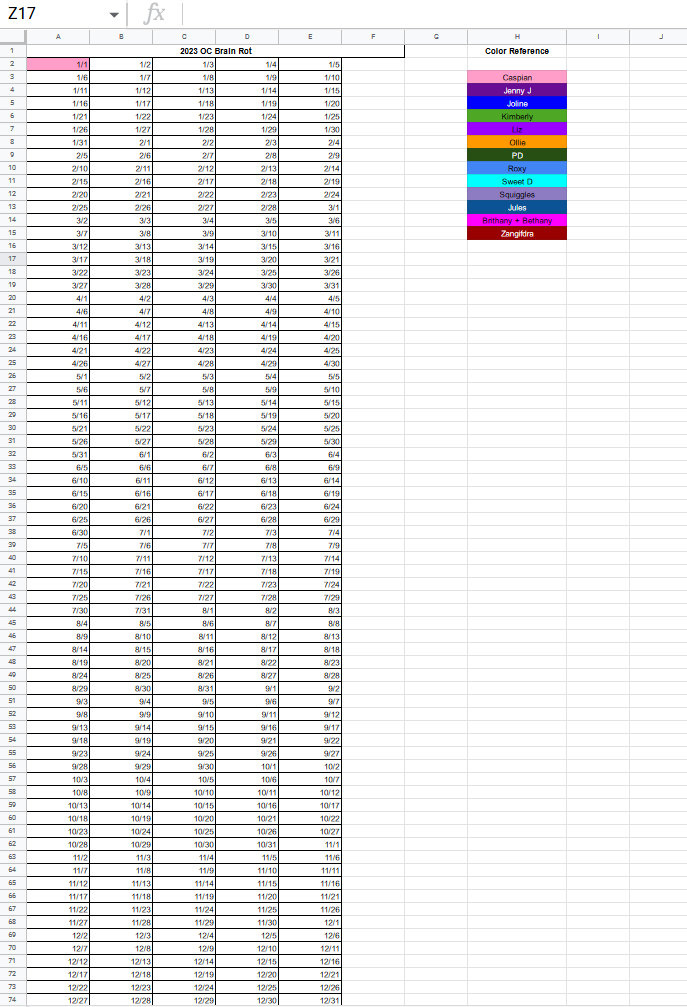 Z17 fx
A B C D E F G H I J
1 2023 OC Brain Rot Color Reference
2 1/1 1/2 1/3 1/4 1/5
3 1/6 1/7 1/8 1/9 1/10 Caspian
4 1/11 1/12 1/13 1/14 1/15 Jenny J
5 1/16 1/17 1/18 1/19 1/20 Joline
6 1/21 1/22 1/23 1/24 1/25 Kimberly
7 1/26 1/27 1/28 1/29 1/30 Liz
8 1/31 2/1 2/2 2/3 2/4 Ollie
9 2/5 2/6 2/7 2/8 2/9 PD
10 2/10 2/11 2/12 2/13 2/14 Roxy
11 2/15 2/16 2/17 2/18 2/19 Sweet D
12 2/20 2/21 2/22 2/23 2/24 Squiggles
13 2/25 2/26 2/27 2/28 3/1 Jules
14 3/2 3/3 3/4 3/5 3/6 Brithany + Bethany
15 3/7 3/8 3/9 3/10 3/11 Zangifdra
16 3/12 3/13 3/14 3/15 3/16
17 3/17 3/18 3/19 3/20 3/21
18 3/22 3/23 3/24 3/25 3/26
19 3/27 3/28 3/29 3/30 3/31
20 4/1 4/2 4/3 4/4 4/5
21 4/6 4/7 4/8 4/9 4/10
22 4/11 4/12 4/13 4/14 4/15
23 4/16 4/17 4/18 4/19 4/20
24 4/21 4/22 4/23 4/24 4/25
25 4/26 4/27 4/28 4/29 4/30
26 5/1 5/2 5/3 5/4 5/5
27 5/6 5/7 5/8 5/9 5/10
28 5/11 5/12 5/13 5/14 5/15
29 5/16 5/17 5/18 5/19 5/20
30 5/21 5/22 5/23 5/24 5/25
31 5/26 5/27 5/28 5/29 5/30
32 5/31 6/1 6/2 6/3 6/4
33 6/5 6/6 6/7 6/8 6/9
34 6/10 6/11 6/12 6/13 6/14
35 6/15 6/16 6/17 6/18 6/19
36 6/20 6/21 6/22 6/23 6/24
37 6/25 6/26 6/27 6/28 6/29
38 6/30 7/1 7/2 7/3 7/4
39 7/5 7/6 7/7 7/8 7/9
40 7/10 7/11 7/12 7/13 7/14
41 7/15 7/16 7/17 7/18 7/19
42 7/20 7/21 7/22 7/23 7/24
43 7/25 7/26 7/27 7/28 7/29
44 7/30 7/31 8/1 8/2 8/3
45 8/4 8/5 8/6 8/7 8/8
46 8/9 8/10 8/11 8/12 8/13
47 8/14 8/15 8/16 8/17 8/18
48 8/19 8/20 8/21 8/22 8/23
49 8/24 8/25 8/26 8/27 8/28
50 8/29 8/30 8/31 9/1 9/2
51 9/3 9/4 9/5 9/6 9/7
52 9/8 9/9 9/10 9/11 9/12
53 9/13 9/14 9/15 9/16 9/17
54 9/18 9/19 9/20 9/21 9/22
55 9/23 9/24 9/25 9/26 9/27
56 9/28 9/29 9/30 10/1 10/2
57 10/3 10/4 10/5 10/6 10/7
58 10/8 10/9 10/10 10/11 10/12
59 10/13 10/14 10/15 10/16 10/17
60 10/18 10/19 10/20 10/21 10/22
61 10/23 10/24 10/25 10/26 10/27
62 10/28 10/29 10/30 10/31 11/1
63 11/2 11/3 11/4 11/5 11/6
64 11/7 11/8 11/9 11/10 11/11
65 11/12 11/13 11/14 11/15 11/16
66 11/17 11/18 11/19 11/20 11/21
67 11/22 11/23 11/24 11/25 11/26
68 11/27 11/28 11/29 11/30 12/1
69 12/2 12/3 12/4 12/5 12/6
70 12/7 12/8 12/9 12/10 12/11
71 12/12 12/13 12/14 12/15 12/16
72 12/17 12/18 12/19 12/20 12/21
73 12/22 12/23 12/24 12/25 12/26
74 12/27 12/28 12/29 12/30 12/31